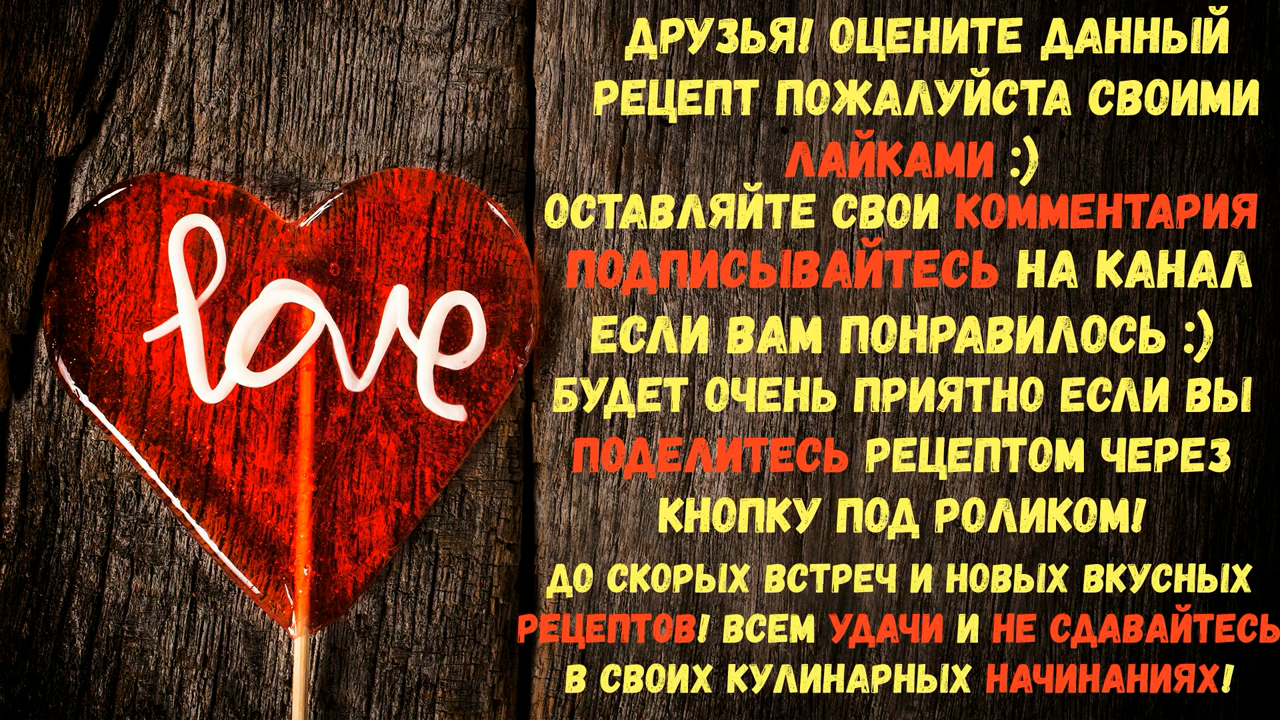 love
ДРУЗЬЯ! ОЦЕНИТЕ ДАННЫЙ
РЕЦЕПТ ПОЖАЛУЙСТА СВОИМИ
ЛАЙКАМИ :)
ОСТАВЛЯЙТЕ СВОИ КОММЕНТАРИЯ
ПОДПИСЫВАЙТЕСЬ НА КАНАЛ
ЕСЛИ ВАМ ПОНРАВИЛОСЬ :)
БУДЕТ ОЧЕНЬ ПРИЯТНО ЕСЛИ ВЫ
ПОДЕЛИТЕСЬ РЕЦЕПТОМ ЧЕРЕЗ
КНОПКУ ПОД РОЛИКОМ!
ДО СКОРЫХ ВСТРЕЧ И НОВЫХ ВКУСНЫХ
РЕЦЕПТОВ! ВСЕМ УДАЧИ И НЕ СДАВАЙТЕСЬ
В СВОИХ КУЛИНАРНЫХ НАЧИНАНИЯХ!